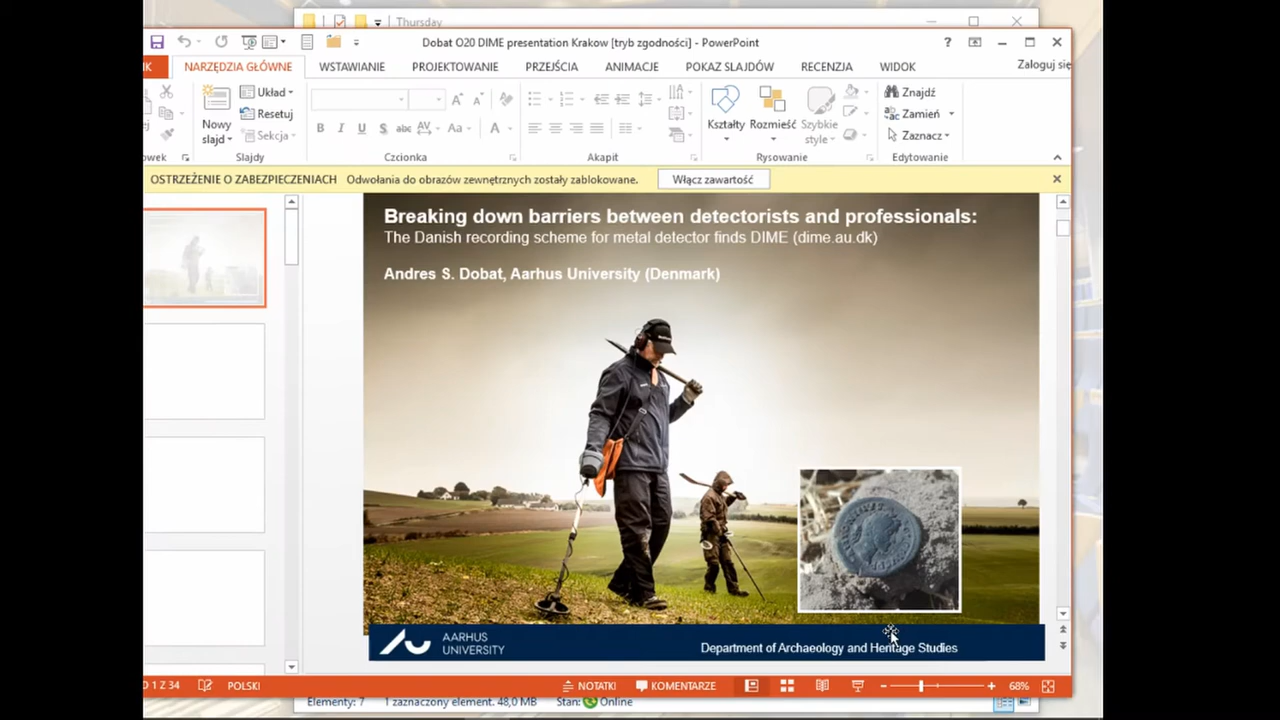 Thursday
Dobat O20 DIME presentation Krakow [tryb zgodności] - PowerPoint
NARZĘDZIA GŁÓWNE WSTAWIANIE PROJEKTOWANIE PRZEJŚCIA ANIMACJE POKAZ SLAJDÓW RECENZJA WIDOK Zaloguj się
Nowy slajd
Układ
Resetuj
Sekcja
Kształty Rozmieść Szybkie style
Znajdź
Zamień
Zaznacz
Slajdy Czcionka Akapit Rysowanie Edytowanie
OSTRZEŻENIE O ZABEZPIECZENIACH Odwołania do obrazów zewnętrznych zostały zablokowane. Włącz zawartość
Breaking down barriers between detectorists and professionals:
The Danish recording scheme for metal detector finds DIME (dime.au.dk)
Andres S. Dobat, Aarhus University (Denmark)
AARHUS
UNIVERSITY
Department of Archaeology and Heritage Studies
D 1 Z 34 POLSKI NOTATKI KOMENTARZE 68%
Elementy: 7 1 zaznaczony element. 48,0 MB Stan: Online